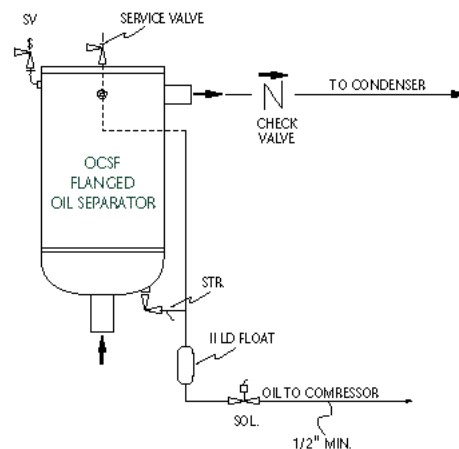 SV
SERVICE VALVE
TO CONDENSER
CHECK
VALVE
OCSF
FLANGED
OIL SEPARATOR
STR.
11 LD FLOAT
OIL TO COMRESSOR
SOL.
1/2" MIN.